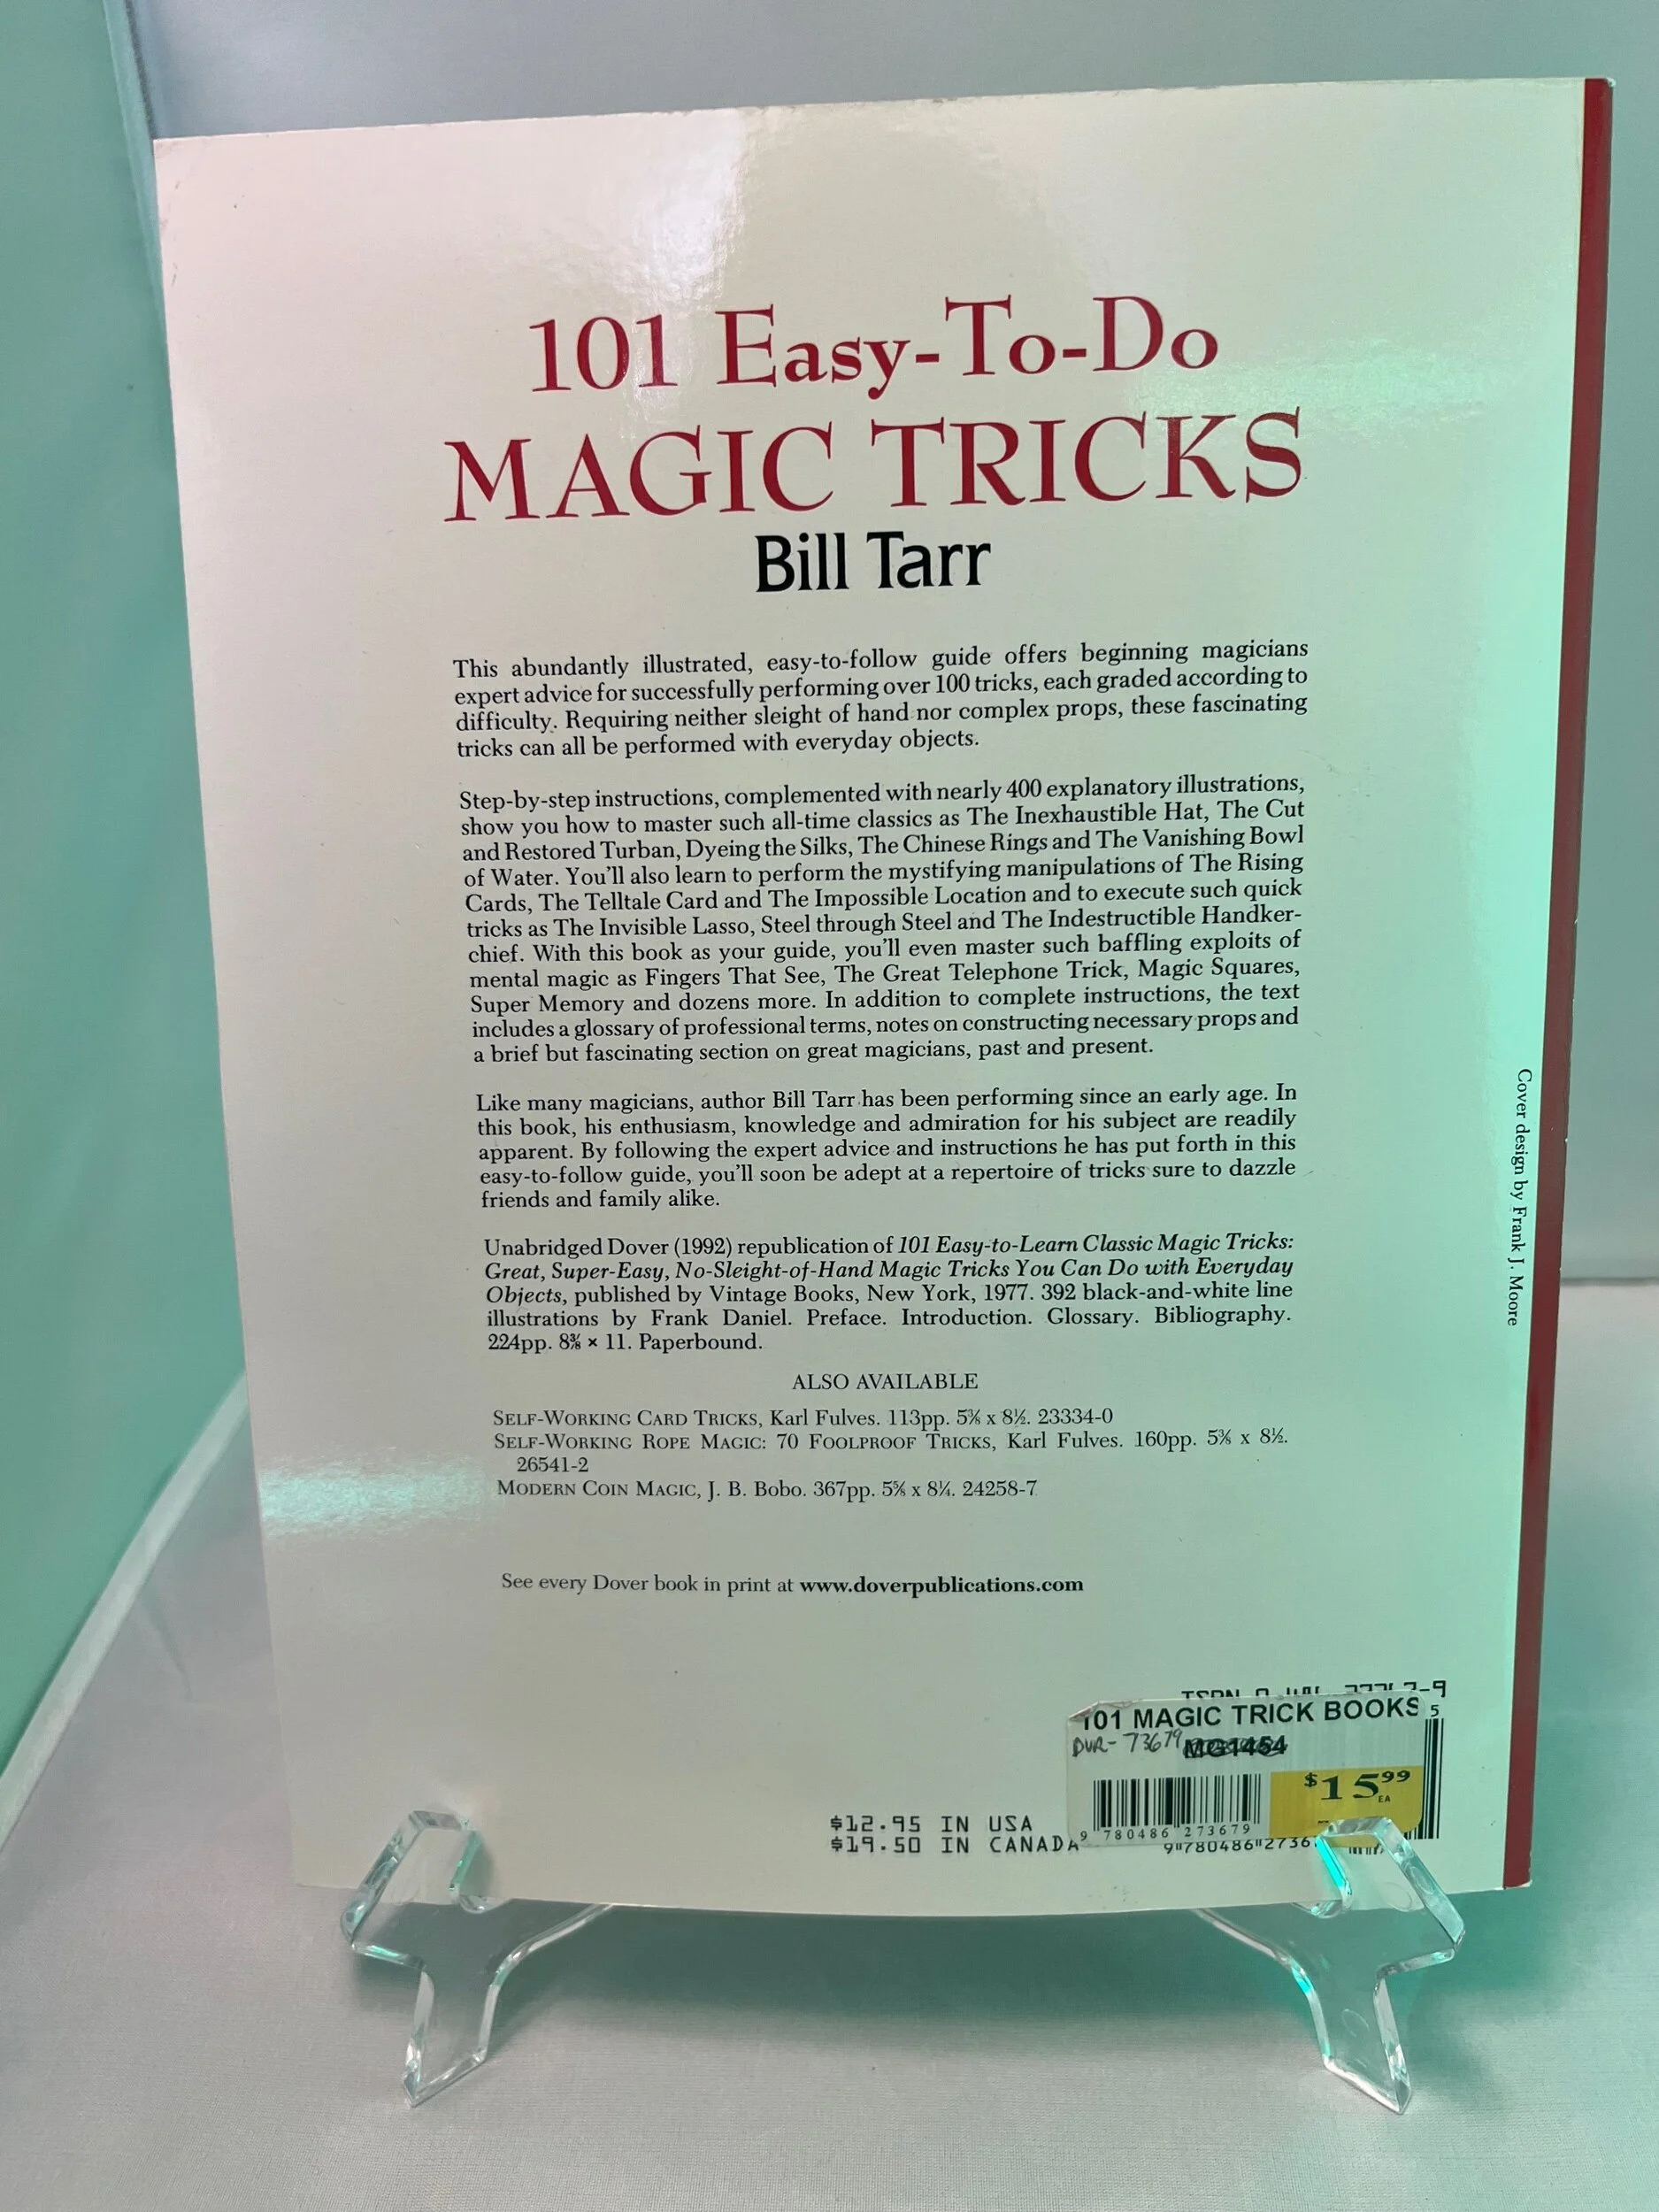 101 Easy-To-Do
MAGIC TRICKS
Bill Tarr
This abundantly illustrated, easy-to-follow guide offers beginning magicians
expert advice for successfully performing over 100 tricks, each graded according to
difficulty. Requiring neither sleight of hand nor complex props, these fascinating
tricks can all be performed with everyday objects.
Step-by-step instructions, complemented with nearly 400 explanatory illustrations,
show you how to master such all-time classics as The Inexhaustible Hat, The Cut
and Restored Turban, Dyeing the Silks, The Chinese Rings and The Vanishing Bowl
of Water. You'll also learn to perform the mystifying manipulations of The Rising
Cards, The Telltale Card and The Impossible Location and to execute such quick
tricks as The Invisible Lasso, Steel through Steel and The Indestructible Handker-
chief. With this book as your guide, you'll even master such baffling exploits of
mental magic as Fingers That See, The Great Telephone Trick, Magic Squares,
Super Memory and dozens more. In addition to complete instructions, the text
includes a glossary of professional terms, notes on constructing necessary props and
a brief but fascinating section on great magicians, past and present.
Like many magicians, author Bill Tarr has been performing since an early age. In
this book, his enthusiasm, knowledge and admiration for his subject are readily
apparent. By following the expert advice and instructions he has put forth in this
easy-to-follow guide, you'll soon be adept at a repertoire of tricks sure to dazzle
friends and family alike.
Unabridged Dover (1992) republication of 101 Easy-to-Learn Classic Magic Tricks:
Great, Super-Easy, No-Sleight-of-Hand Magic Tricks You Can Do with Everyday
Objects, published by Vintage Books, New York, 1977. 392 black-and-white line
illustrations by Frank Daniel. Preface. Introduction. Glossary. Bibliography.
224pp. 8⅜ × 11. Paperbound.
ALSO AVAILABLE
SELF-WORKING CARD TRICKS, Karl Fulves. 113pp. 5⅜ x 8½. 23334-0
SELF-WORKING ROPE MAGIC: 70 FOOLPROOF TRICKS, Karl Fulves. 160pp. 5⅜ x 8½.
26541-2
MODERN COIN MAGIC, J. B. Bobo. 367pp. 5⅝ x 8¼. 24258-7
See every Dover book in print at www.doverpublications.com
Cover design by Frank J. Moore
101 MAGIC TRICK BOOKS
DVR-73679 MG1454
$15.99
EA
9 780486 273679
$12.95 IN USA
$19.50 IN CANADA